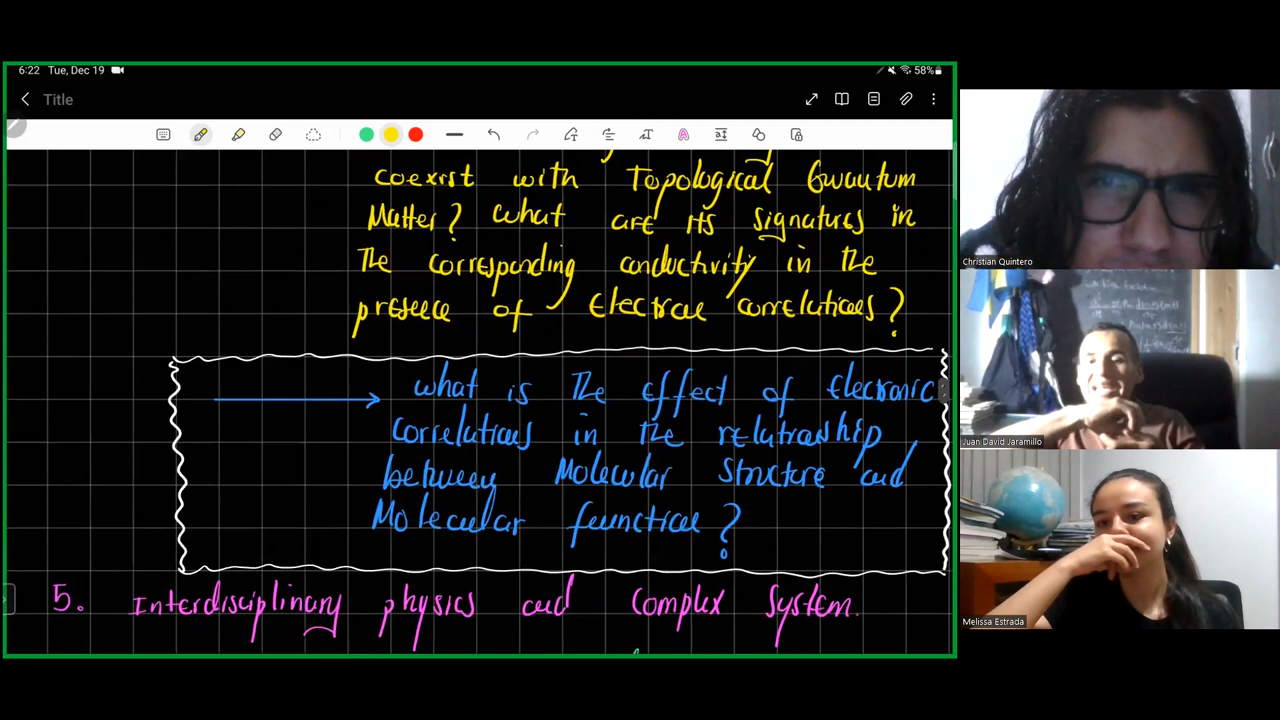 6:22 Tue, Dec 19
58%
Title
coexist with Topological Quantum
Matter? what are its signatures in
The corresponding conductivity in the
presence of Electronic correlations?
what is The effect of Electronic
correlations in the relationship
between Molecular structure and
Molecular function?
5. Interdisciplinary physics and complex system.
Christian Quintero
Juan David Jaramillo
Melissa Estrada